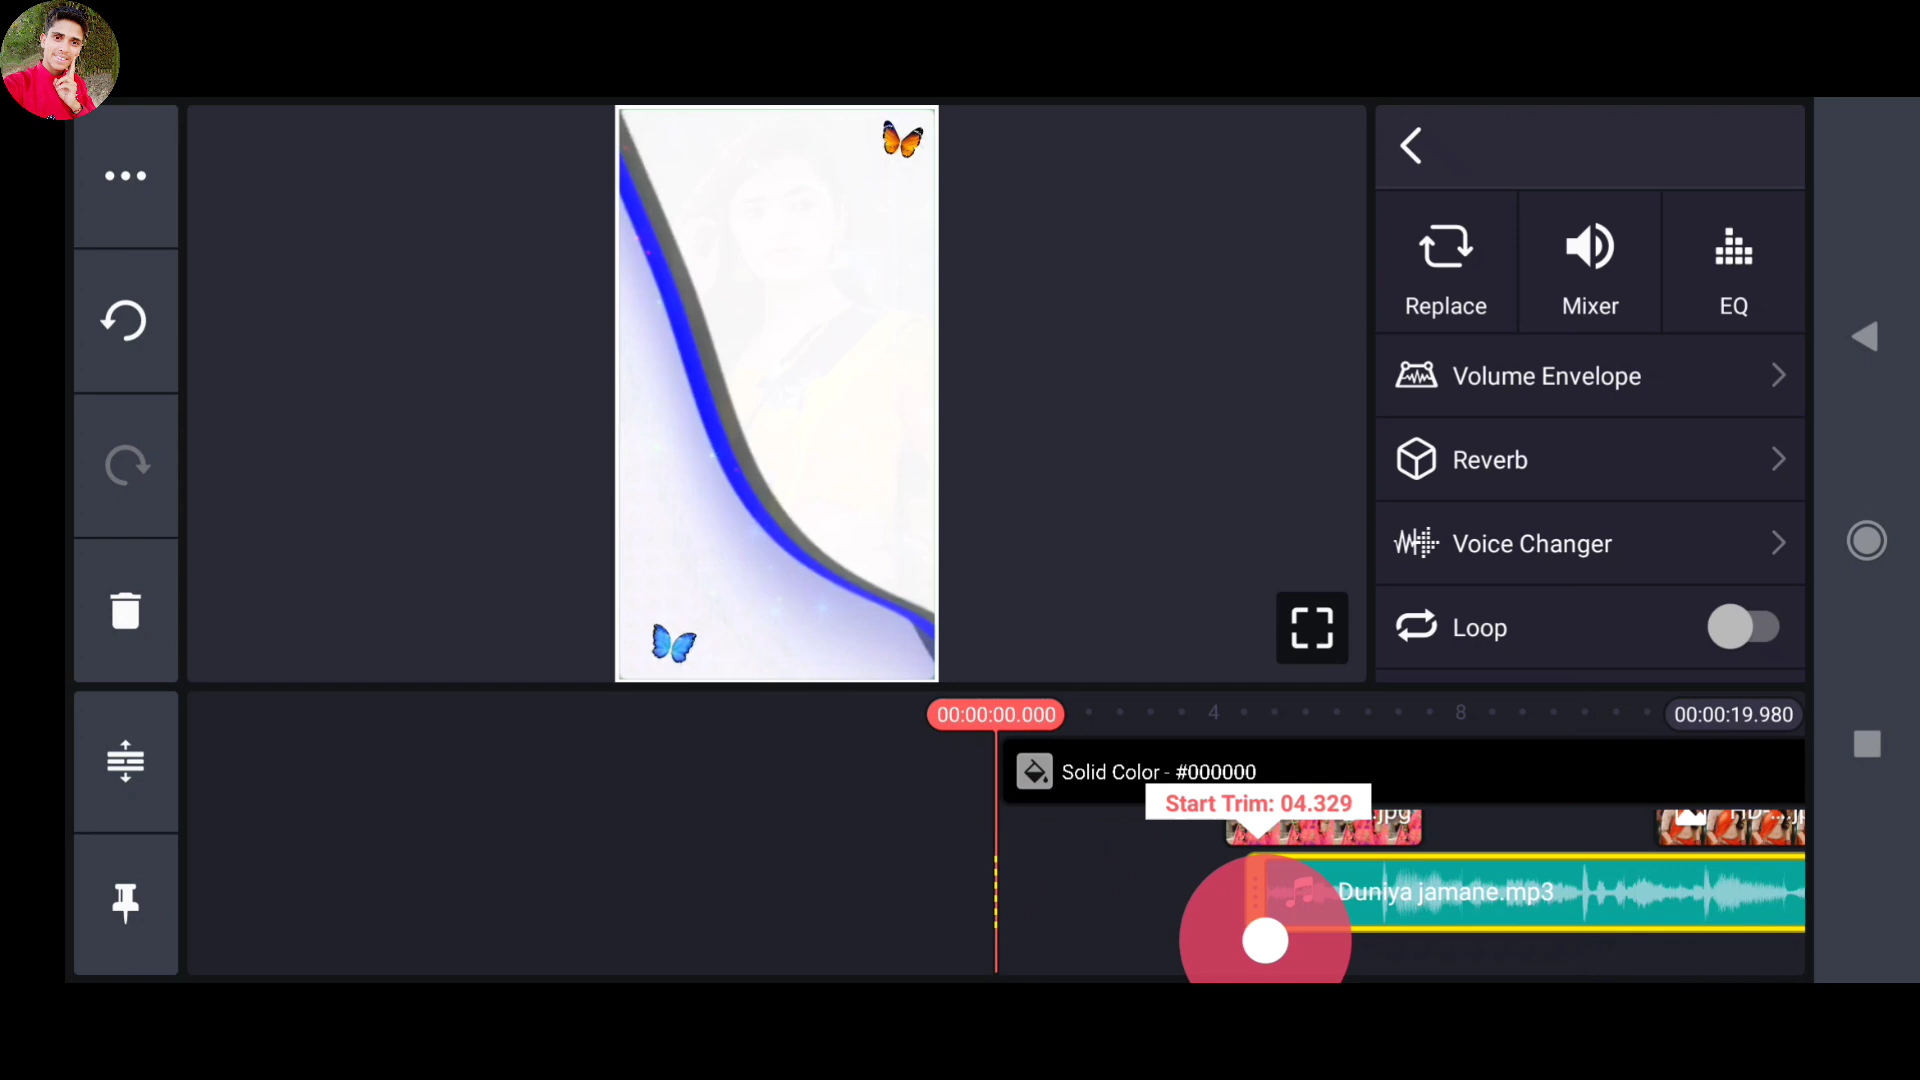 Replace
Mixer
EQ
Volume Envelope
Reverb
Voice Changer
Loop
00:00:00.000
4
8
00:00:19.980
Solid Color - #000000
Start Trim: 04.329
.jpg
Duniya jamane.mp3